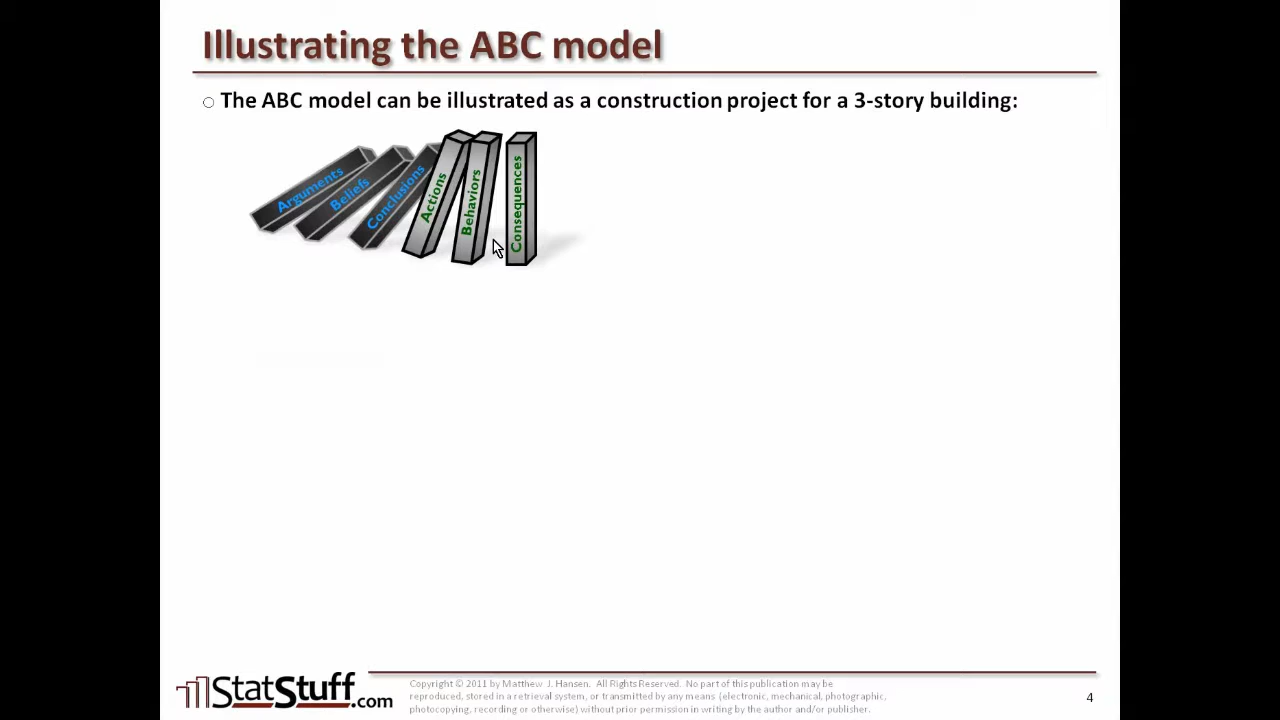 Illustrating the ABC model
○ The ABC model can be illustrated as a construction project for a 3-story building:
Arguments
Beliefs
Conclusions
Actions
Behaviors
Consequences
StatStuff.com
Copyright © 2011 by Matthew J. Hansen. All Rights Reserved. No part of this publication may be
reproduced, stored in a retrieval system, or transmitted by any means (electronic, mechanical, photographic,
photocopying, recording or otherwise) without prior permission in writing by the author and/or publisher.
4